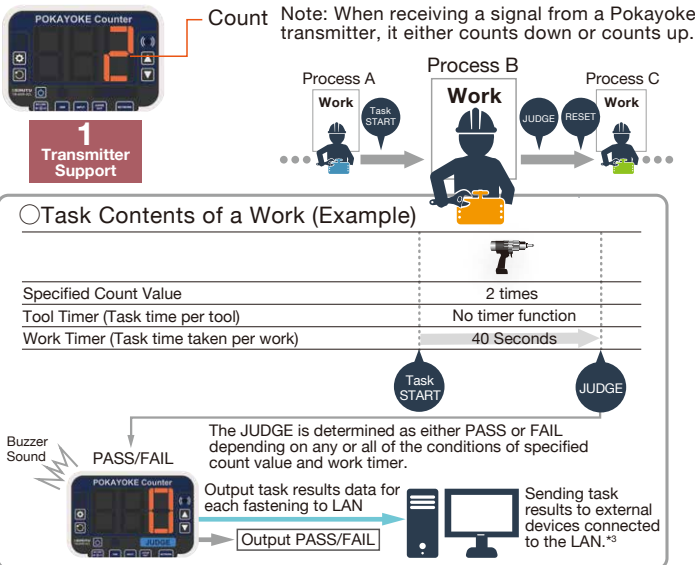 POKAYOKE Counter
2
Count
Note: When receiving a signal from a Pokayoke
transmitter, it either counts down or counts up.
1
Transmitter
Support
Process A
Work
Task
START
Process B
Work
JUDGE
RESET
Process C
Work
○Task Contents of a Work (Example)
Specified Count Value 2 times
Tool Timer (Task time per tool) No timer function
Work Timer (Task time taken per work) 40 Seconds
Task
START
JUDGE
The JUDGE is determined as either PASS or FAIL
depending on any or all of the conditions of specified
count value and work timer.
Buzzer
Sound
PASS/FAIL
POKAYOKE Counter
0
JUDGE
Output task results data for
each fastening to LAN
Output PASS/FAIL
Sending task
results to external
devices connected
to the LAN.*3